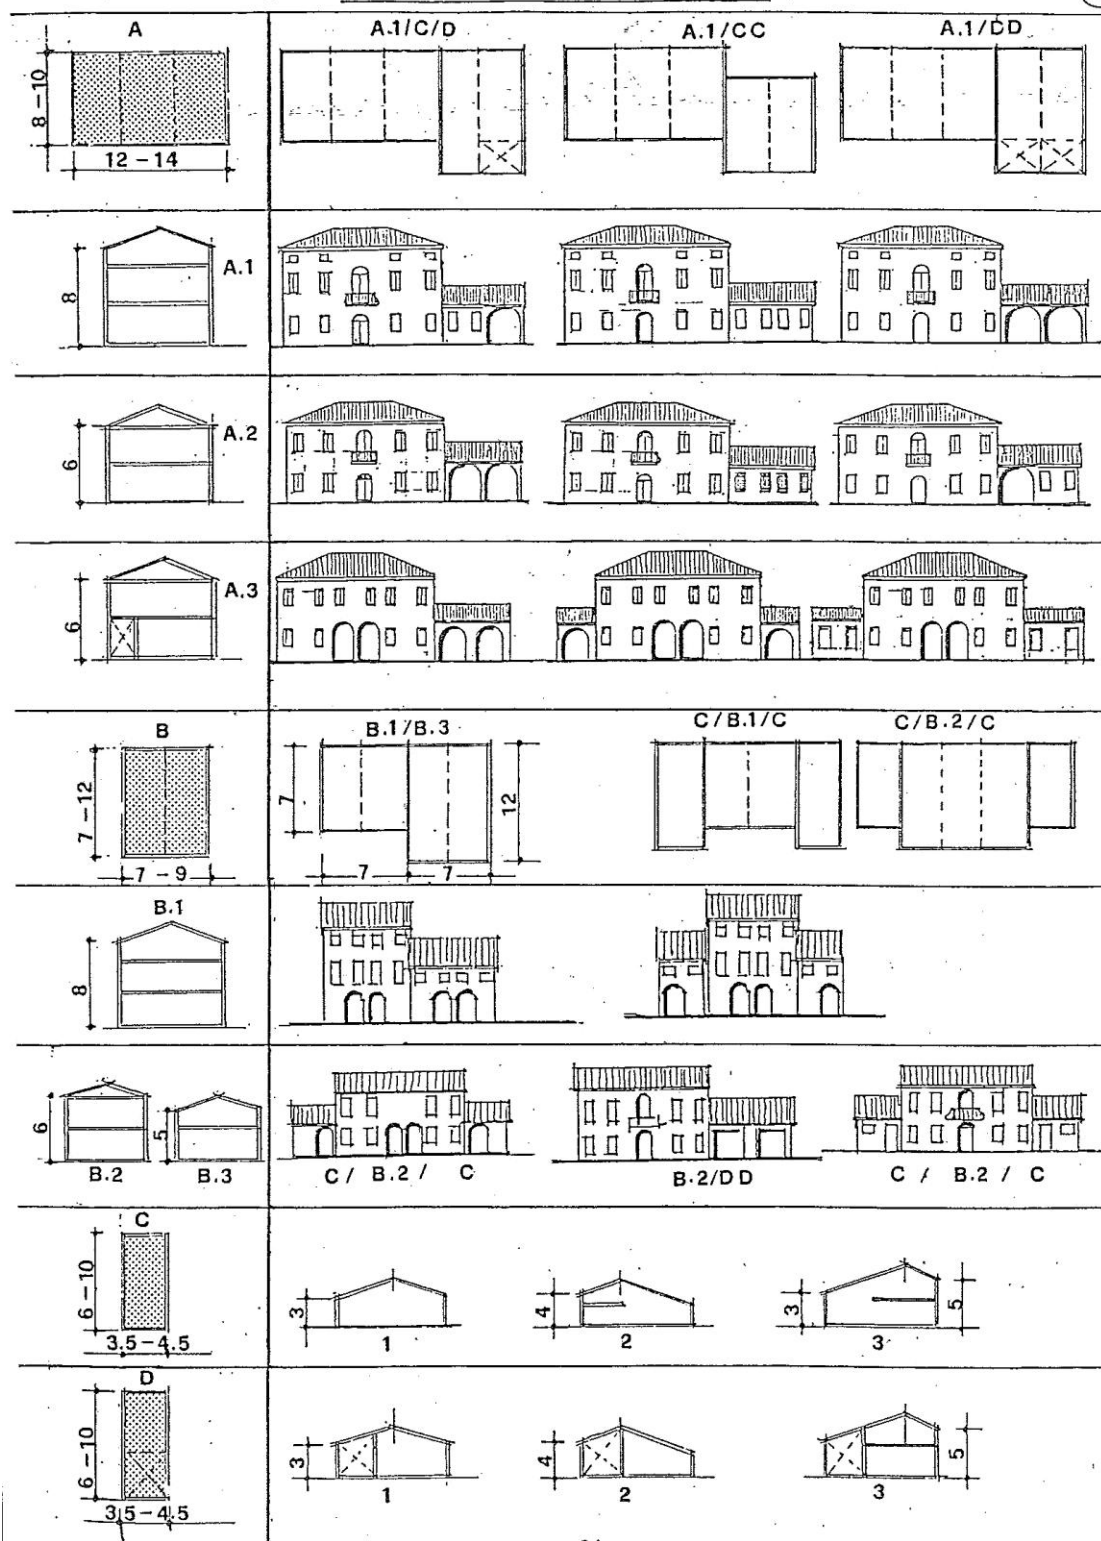 A A.1/C/D A.1/CC A.1/DD
8-10
12-14
A.1
8
A.2
6
A.3
6
B B.1/B.3 C/B.1/C C/B.2/C
7-12 7 12
7-9 7 7
B.1
8
6 5
B.2 B.3 C/ B.2 / C B.2/DD C / B.2 / C
C
6-10 3 4 3 5
3.5-4.5 1 2 3
D
6-10 3 4 5
3,5-4.5 1 2 3